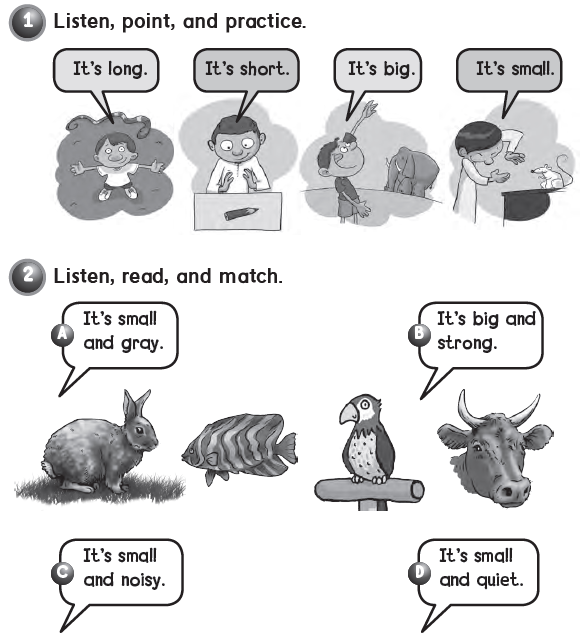 1 Listen, point, and practice.
It's long.
It's short.
It's big.
It's small.
2 Listen, read, and match.
A It's small
and gray.
B It's big and
strong.
C It's small
and noisy.
D It's small
and quiet.